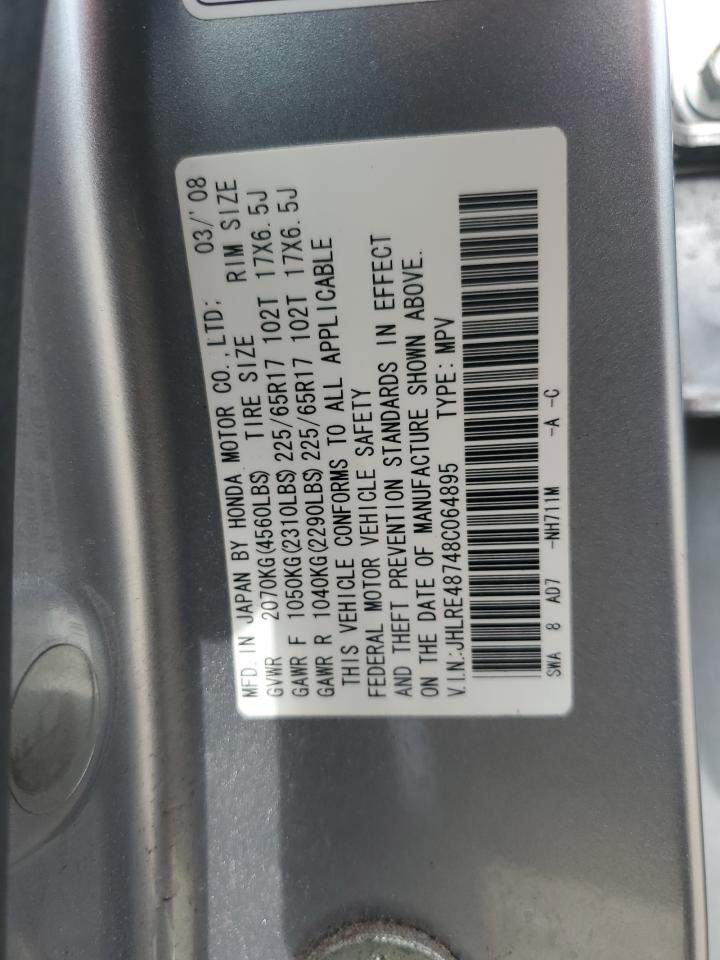 MFD. IN JAPAN BY HONDA MOTOR CO., LTD: 03/'08
GVWR 2070KG(4560LBS) TIRE SIZE RIM SIZE
GAWR F 1050KG(2310LBS) 225/65R17 102T 17X6.5J
GAWR R 1040KG(2290LBS) 225/65R17 102T 17X6.5J
THIS VEHICLE CONFORMS TO ALL APPLICABLE
FEDERAL MOTOR VEHICLE SAFETY
AND THEFT PREVENTION STANDARDS IN EFFECT
ON THE DATE OF MANUFACTURE SHOWN ABOVE.
V.I.N.:JHLRE48748C064895 TYPE: MPV
SWA 8 AD7 -NH711M -A -C